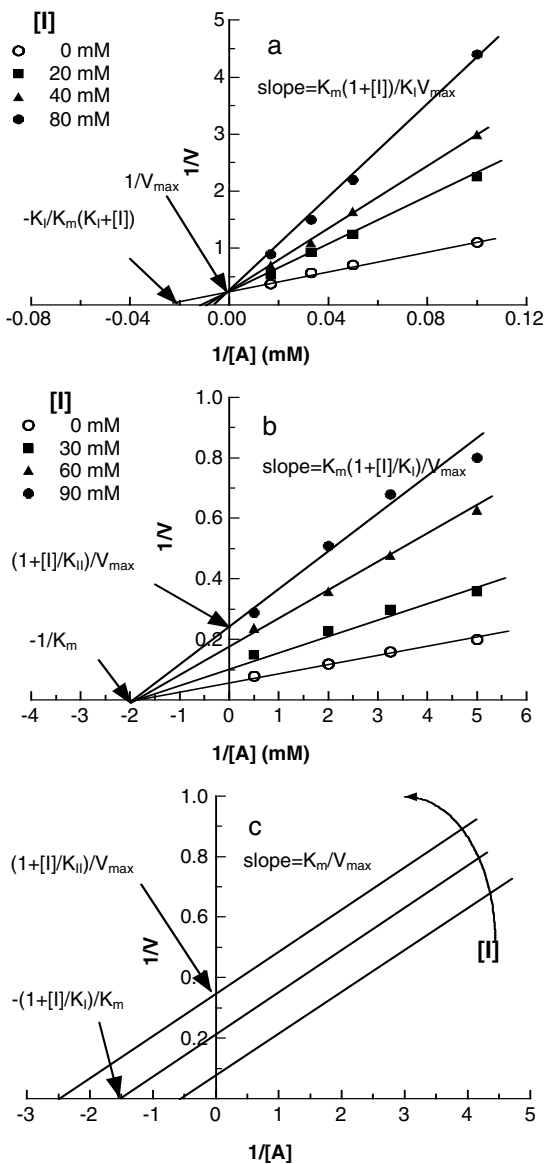 [I]
0 mM
20 mM
40 mM
80 mM
a
slope=Km(1+[I])/KIVmax
1/Vmax
-KI/Km(KI+[I])
1/V
5
4
3
2
1
-0.08
-0.04
0.00
0.04
0.08
0.12
1/[A] (mM)
[I]
0 mM
30 mM
60 mM
90 mM
b
slope=Km(1+[I]/KI)/Vmax
(1+[I]/KII)/Vmax
-1/Km
1/V
1.0
0.8
0.6
0.4
0.2
-4
-3
-2
-1
0
1
2
3
4
5
6
1/[A] (mM)
c
slope=Km/Vmax
(1+[I]/KII)/Vmax
-(1+[I]/KI)/Km
[I]
1/V
1.0
0.8
0.6
0.4
0.2
-3
-2
-1
0
1
2
3
4
5
1/[A]